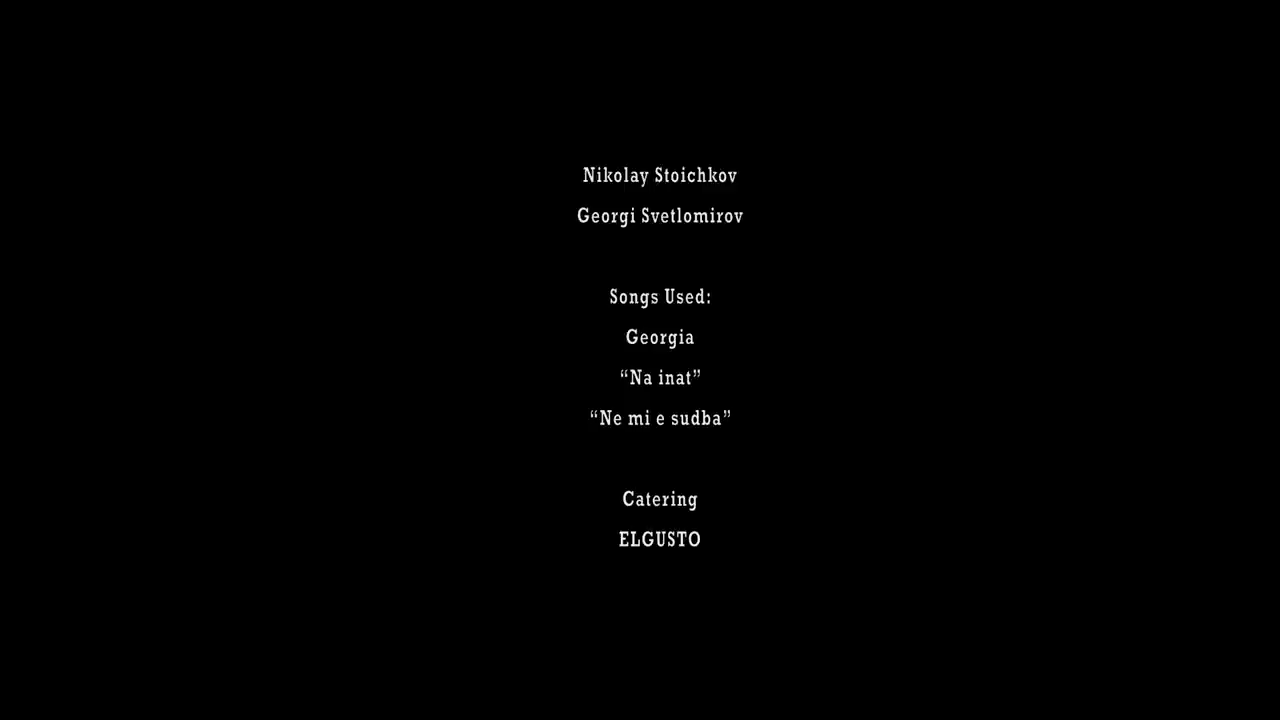 Nikolay Stoichkov
Georgi Svetlomirov
Songs Used:
Georgia
“Na inat”
“Ne mi e sudba”
Catering
ELGUSTO